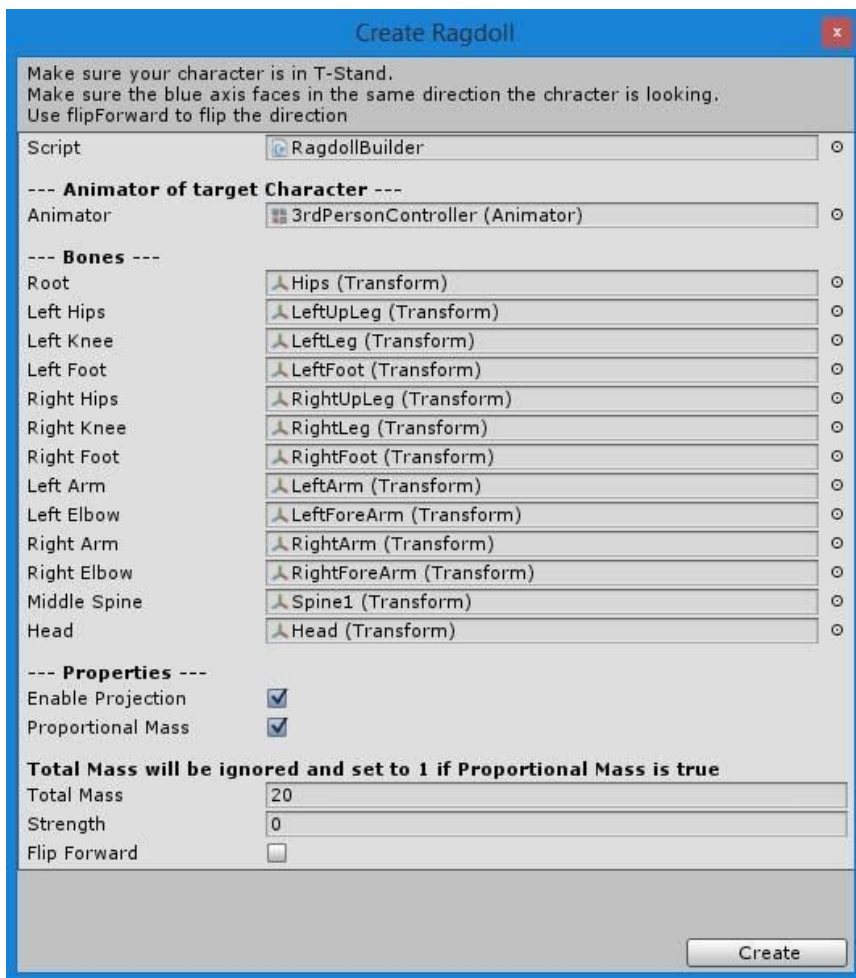 Create Ragdoll
x
Make sure your character is in T-Stand.
Make sure the blue axis faces in the same direction the chracter is looking.
Use flipForward to flip the direction
Script RagdollBuilder
--- Animator of target Character ---
Animator 3rdPersonController (Animator)
--- Bones ---
Root Hips (Transform)
Left Hips LeftUpLeg (Transform)
Left Knee LeftLeg (Transform)
Left Foot LeftFoot (Transform)
Right Hips RightUpLeg (Transform)
Right Knee RightLeg (Transform)
Right Foot RightFoot (Transform)
Left Arm LeftArm (Transform)
Left Elbow LeftForeArm (Transform)
Right Arm RightArm (Transform)
Right Elbow RightForeArm (Transform)
Middle Spine Spine1 (Transform)
Head Head (Transform)
--- Properties ---
Enable Projection
Proportional Mass
Total Mass will be ignored and set to 1 if Proportional Mass is true
Total Mass 20
Strength 0
Flip Forward
Create